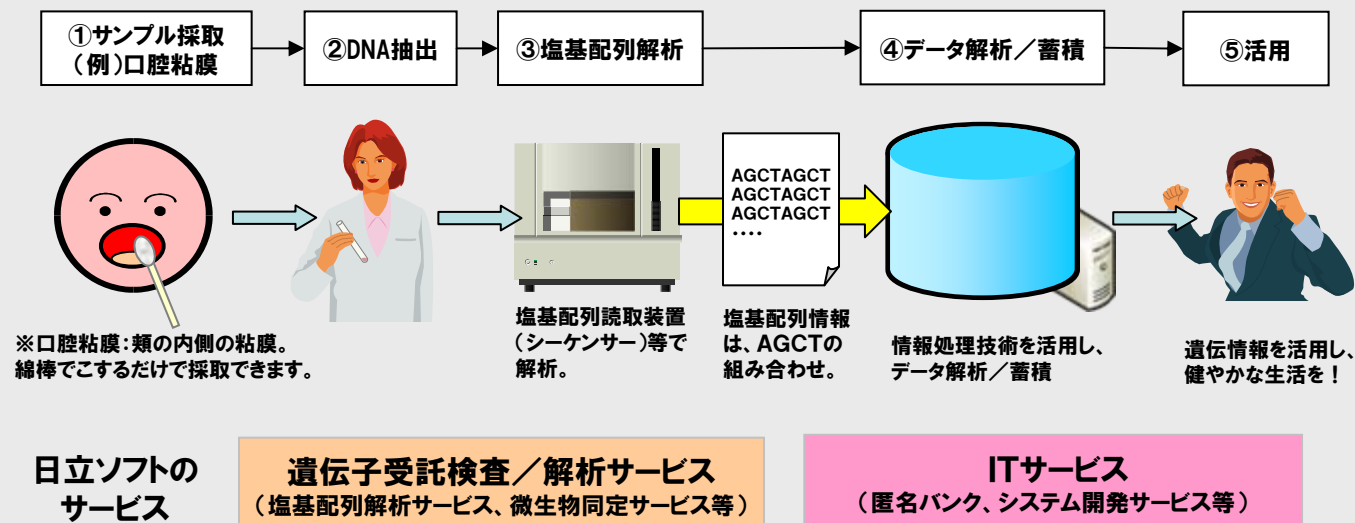 ①サンプル採取
（例）口腔粘膜
②DNA抽出
③塩基配列解析
④データ解析／蓄積
⑤活用
AGCTAGCT
AGCTAGCT
AGCTAGCT
....
※口腔粘膜：頬の内側の粘膜。
綿棒でこするだけで採取できます。
塩基配列読取装置
（シーケンサー）等で
解析。
塩基配列情報
は、AGCTの
組み合わせ。
情報処理技術を活用し、
データ解析／蓄積
遺伝情報を活用し、
健やかな生活を！
日立ソフトの
サービス
遺伝子受託検査／解析サービス
（塩基配列解析サービス、微生物同定サービス等）
ITサービス
（匿名バンク、システム開発サービス等）